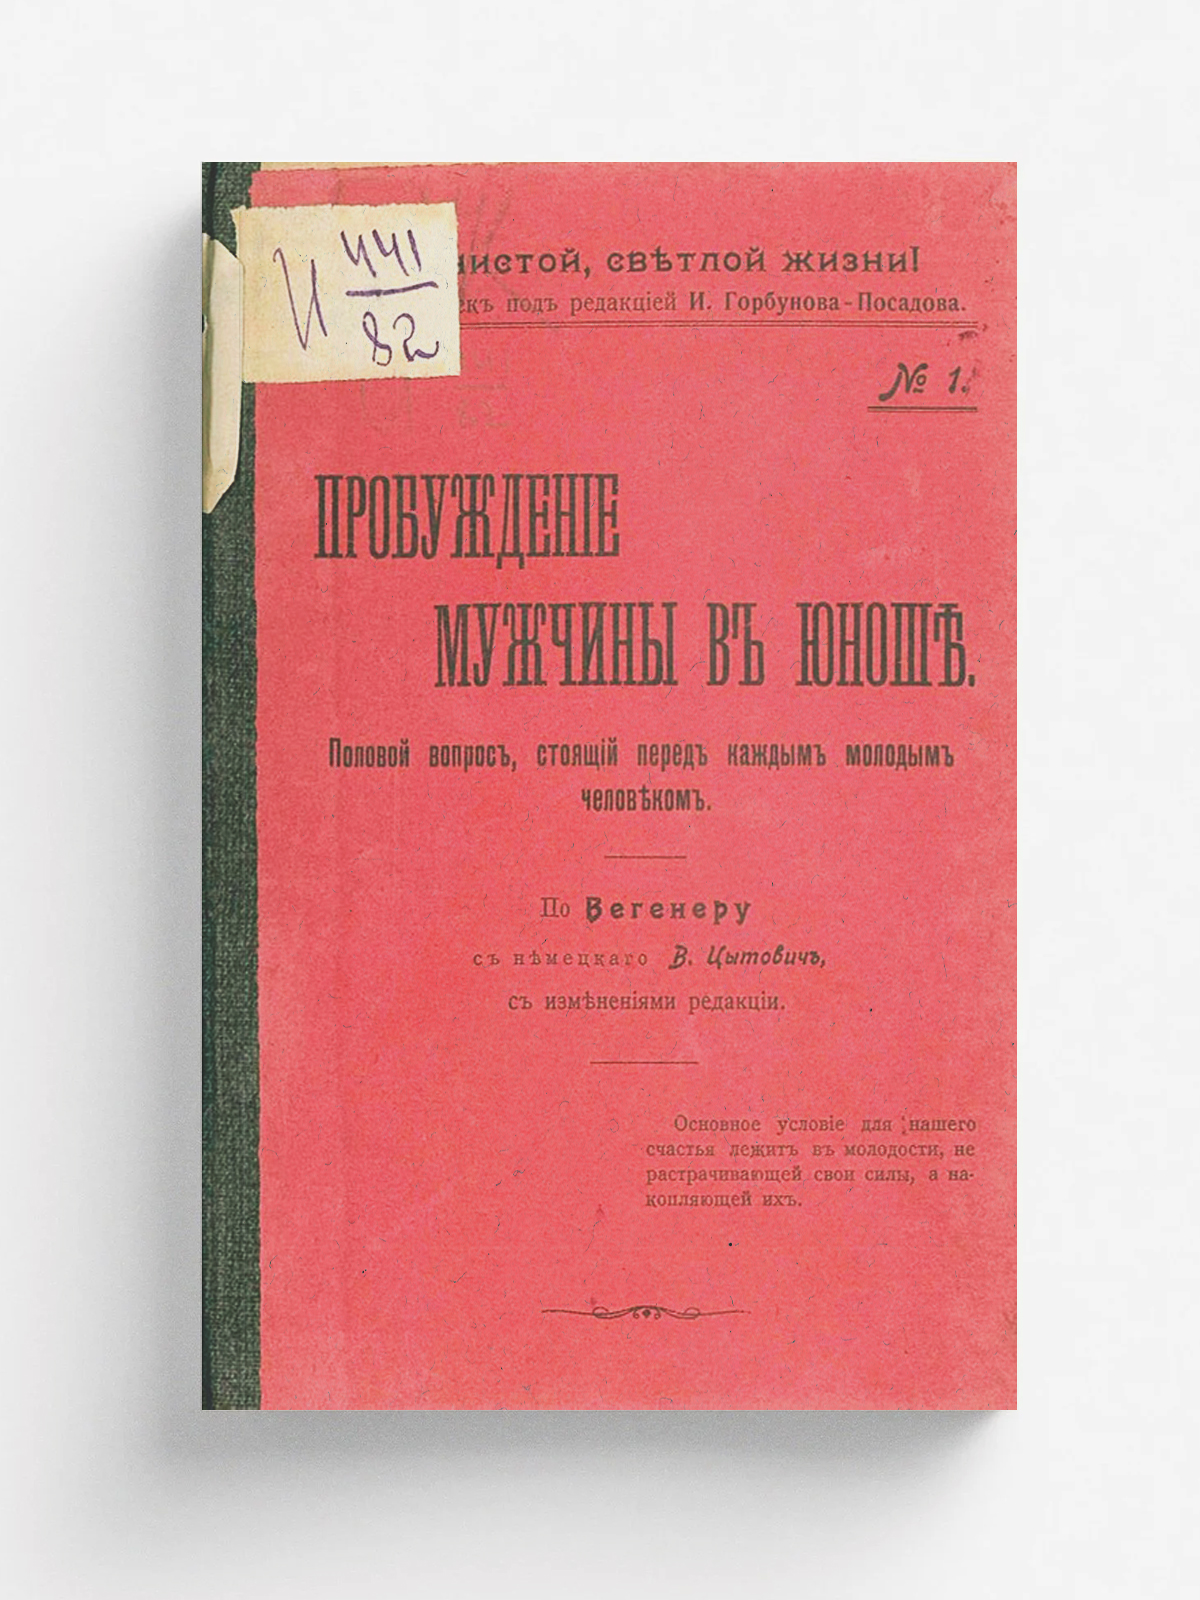 И 441
82
чистой, свѣтлой жизни!
подъ редакціей И. Горбунова-Посадова.
№ 1.
ПРОБУЖДЕНІЕ
МУЖЧИНЫ ВЪ ЮНОШѢ.
Половой вопросъ, стоящій передъ каждымъ молодымъ
человѣкомъ.
По Вегенеру
съ нѣмецкаго В. Цытовичъ,
съ измѣненіями редакціи.
Основное условіе для нашего
счастья лежитъ въ молодости, не
растрачивающей свои силы, а на-
копляющей ихъ.